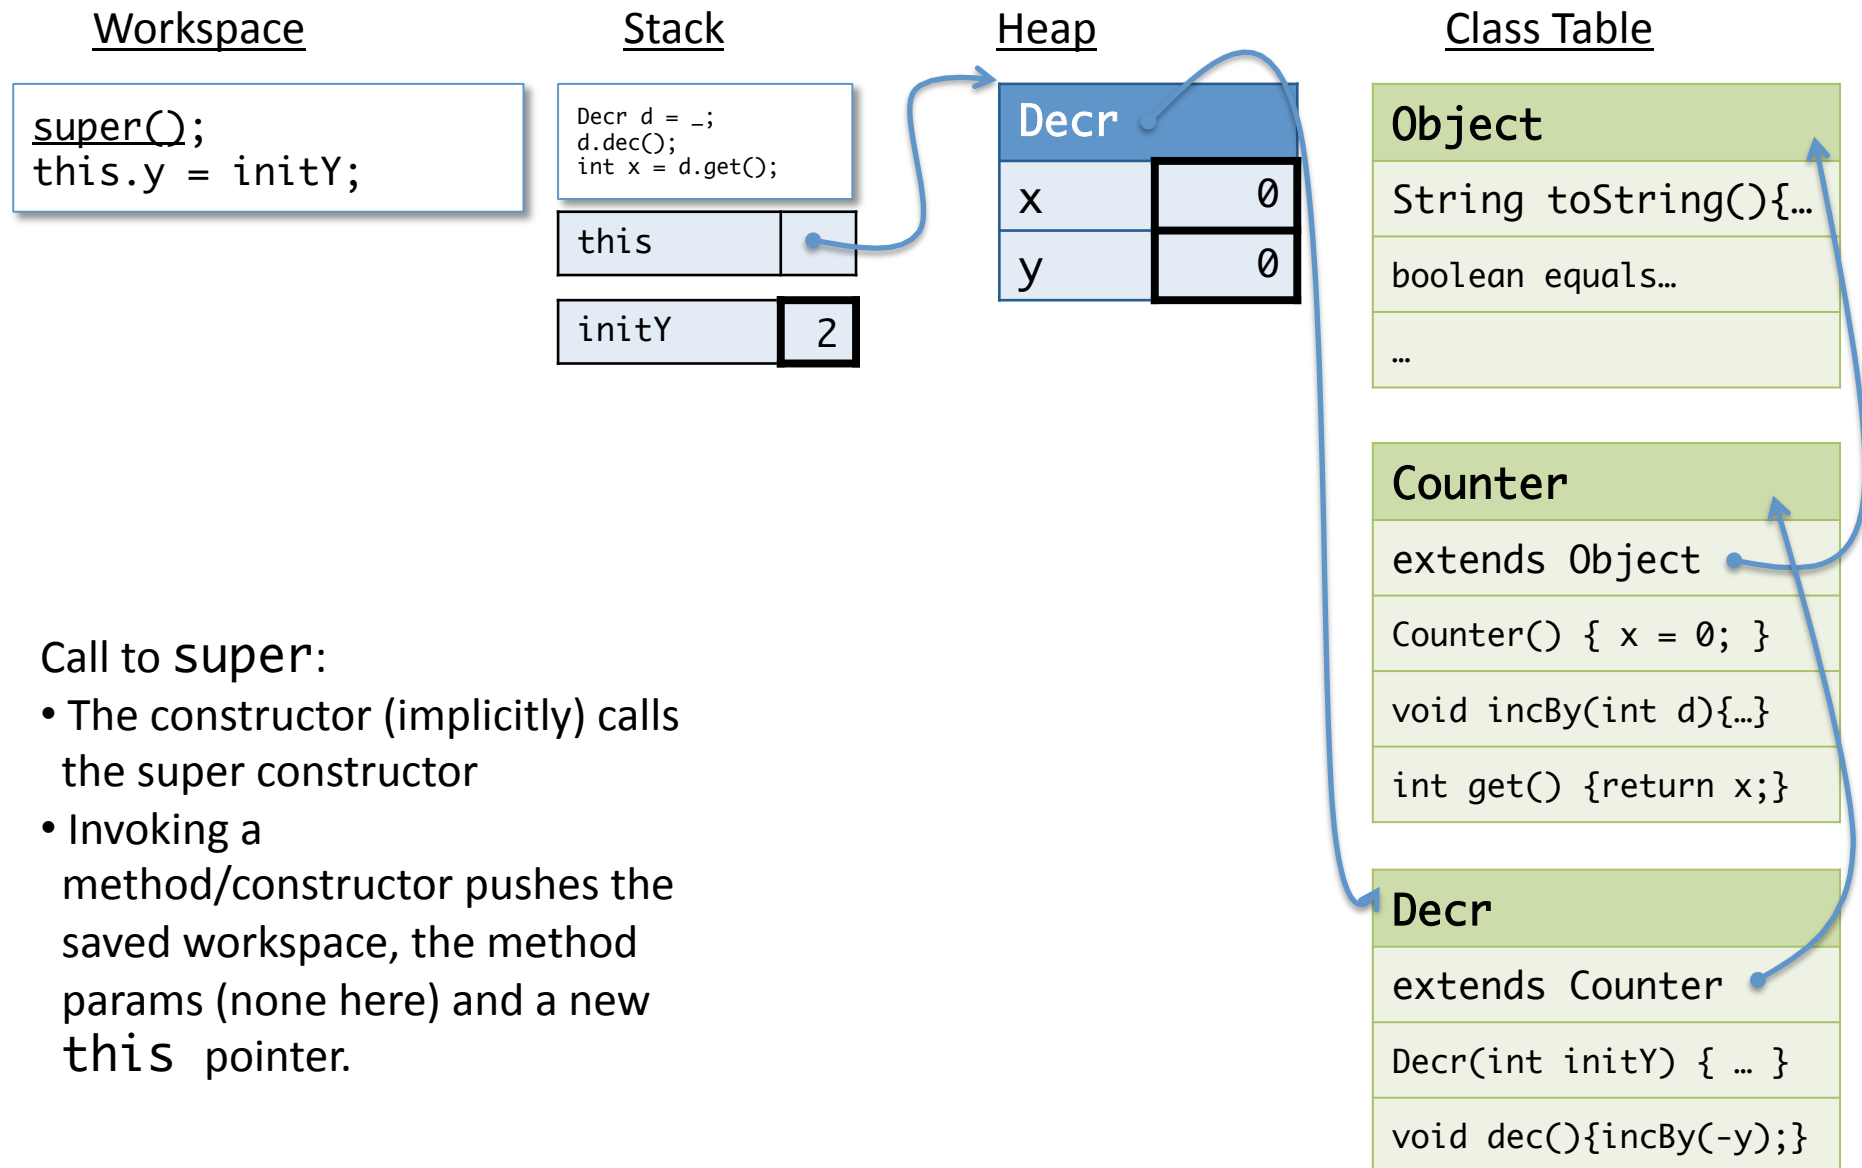 Workspace
Stack
Heap
Class Table
super();
this.y = initY;
Decr d = _;
d.dec();
int x = d.get();
this
initY 2
Decr
x 0
y 0
Object
String toString(){…
boolean equals…
…
Counter
extends Object
Counter() { x = 0; }
void incBy(int d){…}
int get() {return x;}
Decr
extends Counter
Decr(int initY) { … }
void dec(){incBy(-y);}
Call to super:
• The constructor (implicitly) calls
the super constructor
• Invoking a
method/constructor pushes the
saved workspace, the method
params (none here) and a new
this pointer.